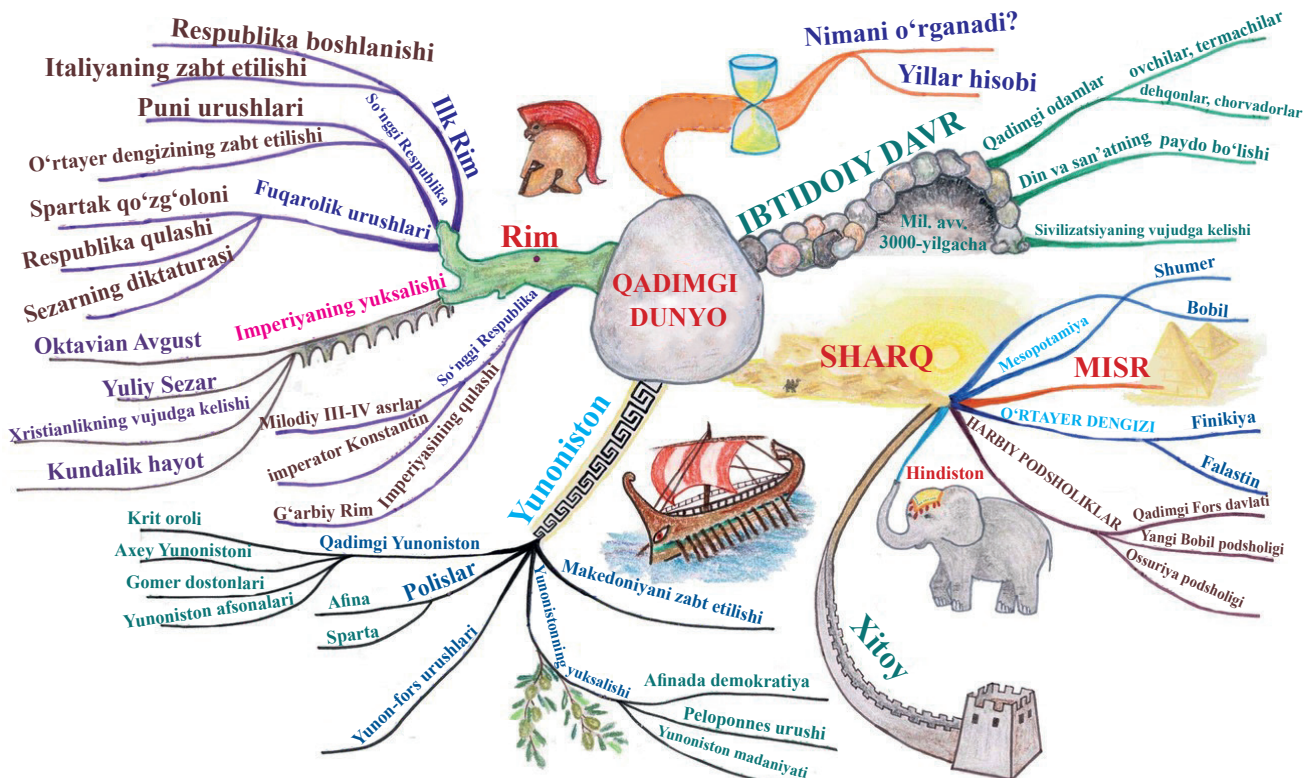 QADIMGI
DUNYO
Nimani o‘rganadi?
Yillar hisobi
IBTIDOIY DAVR
Mil. avv.
3000-yilgacha
Qadimgi odamlar
ovchilar, termachilar
dehqonlar, chorvadorlar
Din va san’atning paydo bo‘lishi
Sivilizatsiyaning vujudga kelishi
SHARQ
Mesopotamiya
Shumer
Bobil
MISR
O‘RTAYER DENGIZI
Finikiya
Falastin
HARBIY PODSHOLIKLAR
Qadimgi Fors davlati
Yangi Bobil podsholigi
Ossuriya podsholigi
Hindiston
Xitoy
Yunoniston
Makedoniyani zabt etilishi
Yunonistonning yuksalishi
Afinada demokratiya
Peloponnes urushi
Yunoniston madaniyati
Yunon-fors urushlari
Polislar
Afina
Sparta
Qadimgi Yunoniston
Krit oroli
Axey Yunonistoni
Gomer dostonlari
Yunoniston afsonalari
Rim
Ilk Rim
Respublika boshlanishi
Italiyaning zabt etilishi
So‘nggi Respublika
Puni urushlari
O‘rtayer dengizining zabt etilishi
Fuqarolik urushlari
Spartak qo‘zg‘oloni
Respublika qulashi
Sezarning diktaturasi
Imperiyaning yuksalishi
Oktavian Avgust
Yuliy Sezar
Xristianlikning vujudga kelishi
Kundalik hayot
So‘nggi Respublika
Milodiy III-IV asrlar
imperator Konstantin
G‘arbiy Rim Imperiyasining qulashi